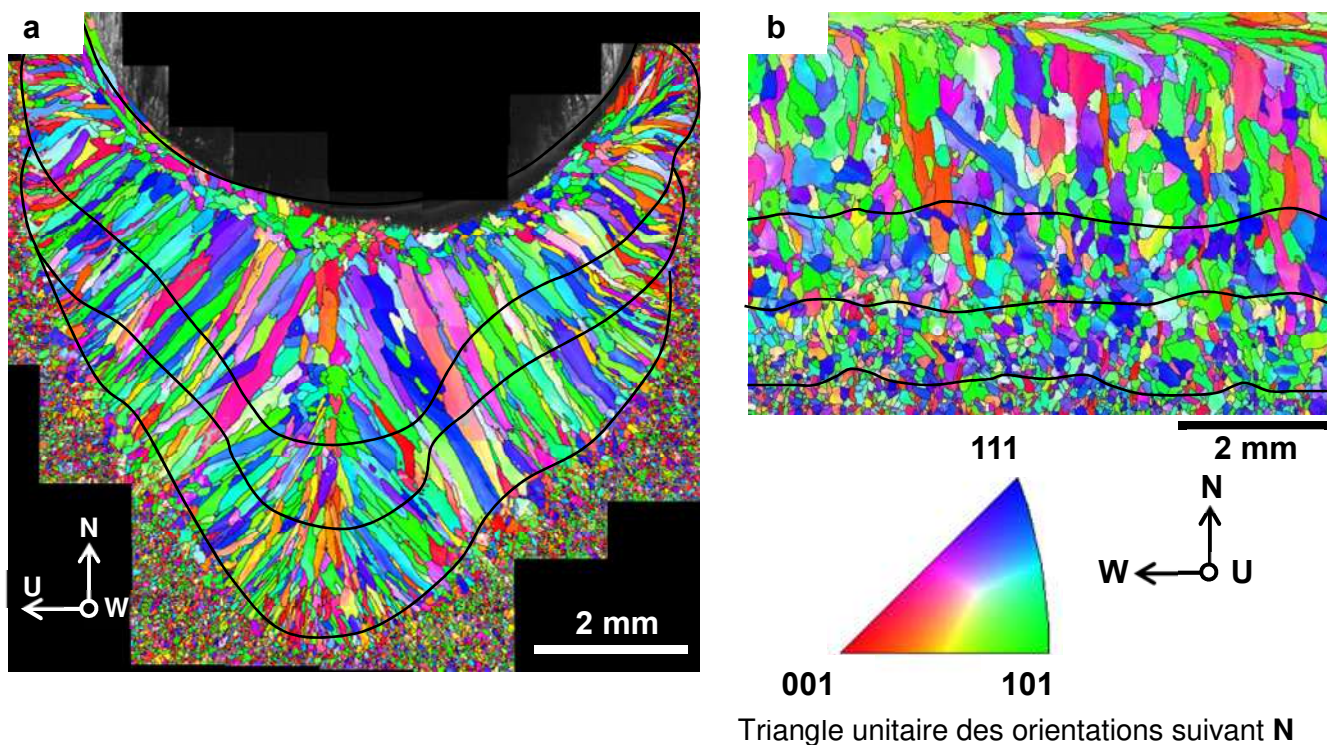 a
N
U
W
2 mm
b
2 mm
111
001
101
N
W
U
Triangle unitaire des orientations suivant N